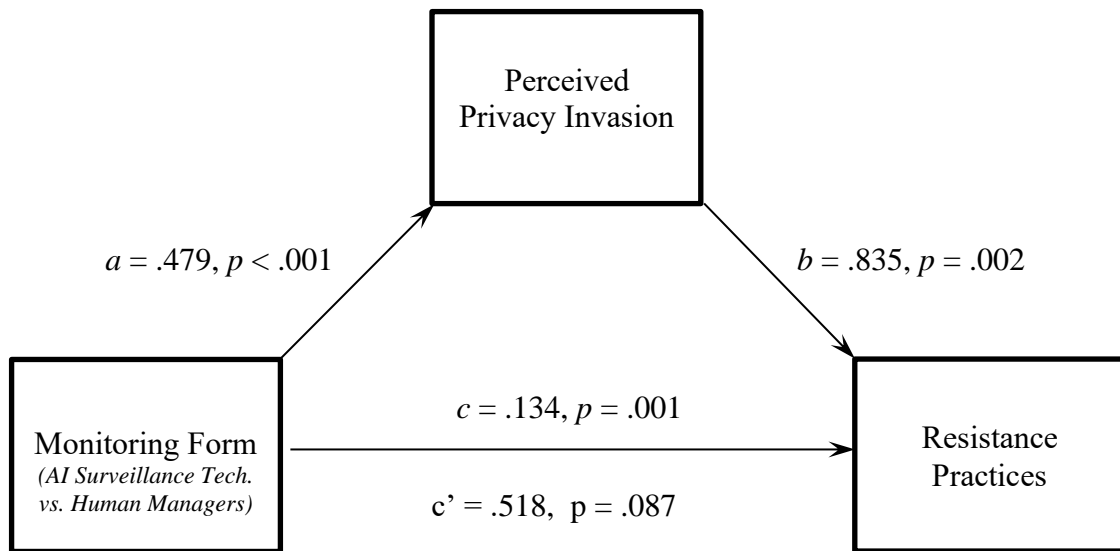 Perceived
Privacy Invasion
a = .479, p < .001
b = .835, p = .002
Monitoring Form
(AI Surveillance Tech.
vs. Human Managers)
c = .134, p = .001
c’ = .518, p = .087
Resistance
Practices